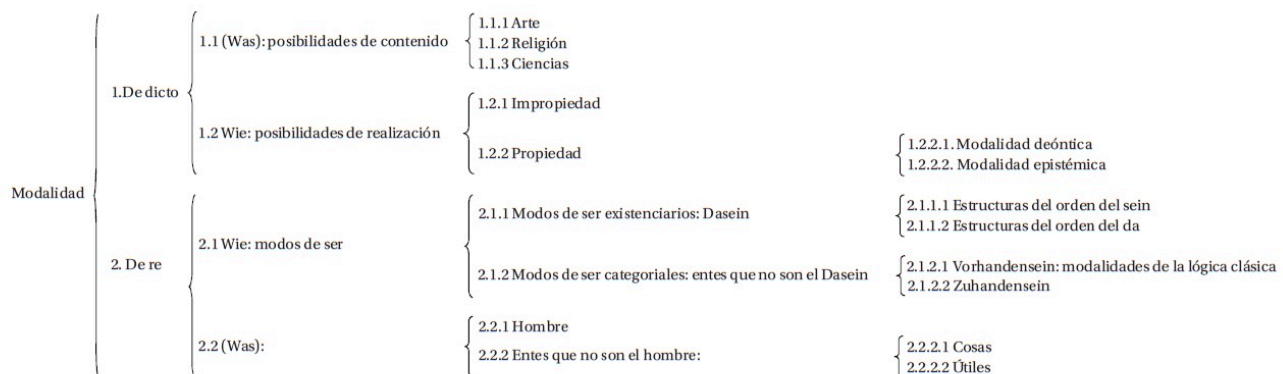 Modalidad
1.De dicto
1.1 (Was): posibilidades de contenido
1.1.1 Arte
1.1.2 Religión
1.1.3 Ciencias
1.2 Wie: posibilidades de realización
1.2.1 Impropiedad
1.2.2 Propiedad
1.2.2.1. Modalidad deóntica
1.2.2.2. Modalidad epistémica
2. De re
2.1 Wie: modos de ser
2.1.1 Modos de ser existenciarios: Dasein
2.1.1.1 Estructuras del orden del sein
2.1.1.2 Estructuras del orden del da
2.1.2 Modos de ser categoriales: entes que no son el Dasein
2.1.2.1 Vorhandensein: modalidades de la lógica clásica
2.1.2.2 Zuhandensein
2.2 (Was):
2.2.1 Hombre
2.2.2 Entes que no son el hombre:
2.2.2.1 Cosas
2.2.2.2 Útiles